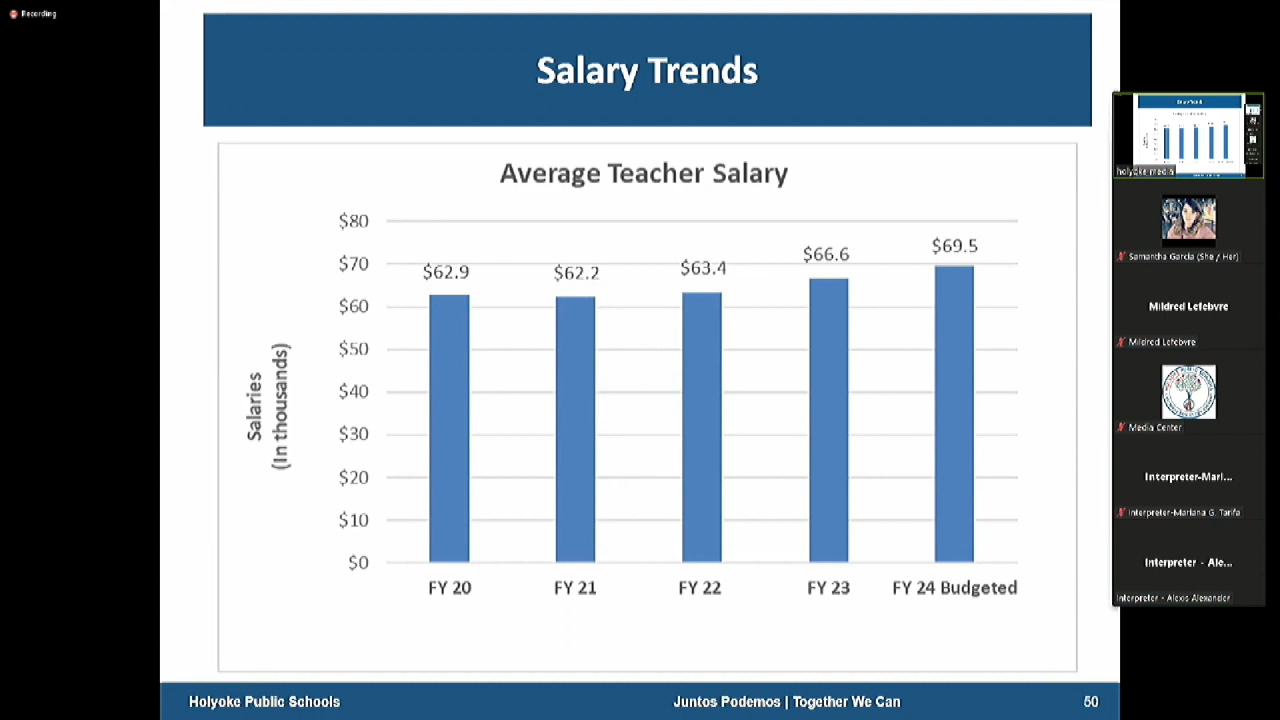 Recording
Salary Trends
Average Teacher Salary
$80
$70
$60
$50
$40
$30
$20
$10
$0
Salaries
(In thousands)
$62.9
$62.2
$63.4
$66.6
$69.5
FY 20
FY 21
FY 22
FY 23
FY 24 Budgeted
Holyoke Public Schools
Juntos Podemos | Together We Can
50
holyoke media
Samantha Garcia (She / Her)
Mildred Lefebvre
Mildred Lefebvre
Media Center
Interpreter-Mari...
Interpreter-Mariana G. Tarifa
Interpreter - Ale...
Interpreter - Alexis Alexander